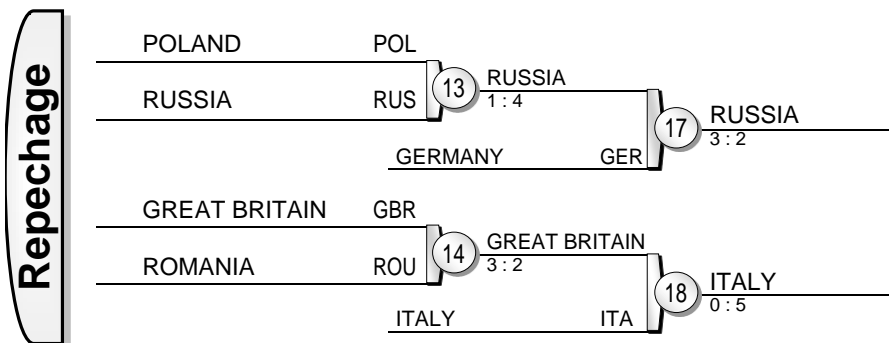 Repechage
POLAND POL
RUSSIA RUS
13
RUSSIA
1 : 4
GERMANY GER
17
RUSSIA
3 : 2
GREAT BRITAIN GBR
ROMANIA ROU
14
GREAT BRITAIN
3 : 2
ITALY ITA
18
ITALY
0 : 5